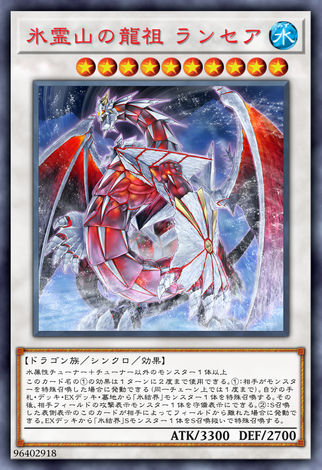 氷霊山の龍祖 ランセア
水
【ドラゴン族／シンクロ／効果】
水属性チューナー＋チューナー以外のモンスター1体以上
このカード名の①の効果は1ターンに2度まで使用できる。①：相手がモンスタ
ーを特殊召喚した場合に発動できる（同一チェーン上では1度まで）。自分の手
札・デッキ・EXデッキ・墓地から「氷結界」モンスター1体を特殊召喚する。その
後、相手フィールドの攻撃表示モンスター1体を守備表示にできる。②：S召喚
した表側表示のこのカードが相手によってフィールドから離れた場合に発動で
きる。EXデッキから「氷結界」Sモンスター1体をS召喚扱いで特殊召喚する。
ATK/3300 DEF/2700
96402918